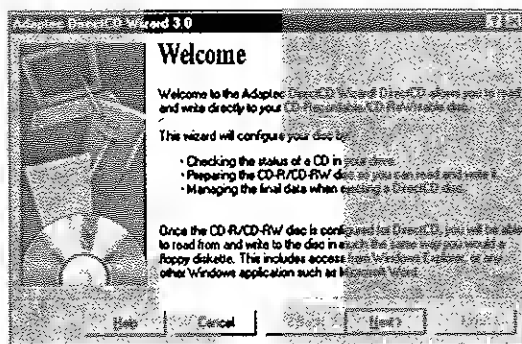 Adaptec DirectCD Wizard 3.0
Welcome
Welcome to the Adaptec DirectCD Wizard! DirectCD allows you to read
and write directly to your CD-Recordable/CD-ReWritable disc.
This wizard will configure your disc by:
· Checking the status of a CD in your drive.
· Preparing the CD-R/CD-RW disc so you can read and write it.
· Managing the final data when ejecting a DirectCD disc.
Once the CD-R/CD-RW disc is configured for DirectCD, you will be able
to read from and write to the disc in much the same way you would a
floppy diskette. This includes access from Windows Explorer, or any
other Windows application such as Microsoft Word.
Help Cancel Next>